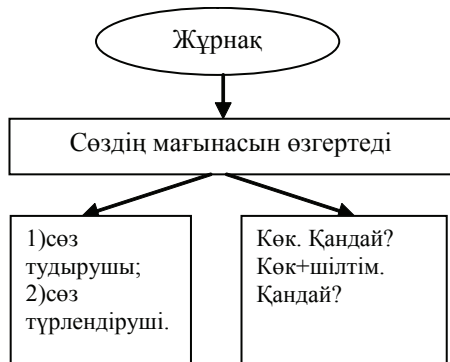 Жұрнақ
Сөздің мағынасын өзгертеді
1)сөз
тудырушы;
2)сөз
түрлендіруші.
Көк. Қандай?
Көк+шілтім.
Қандай?